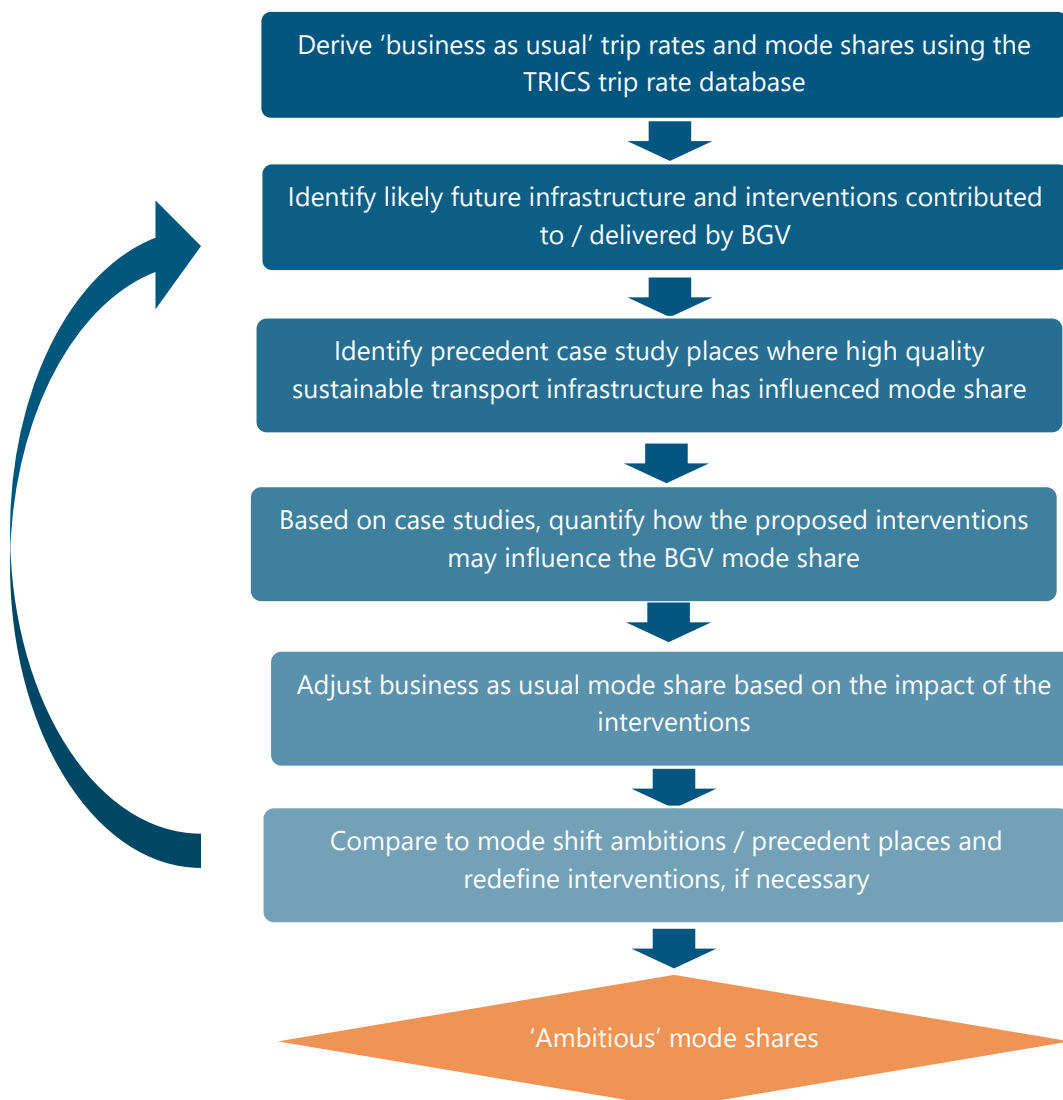 Derive ‘business as usual’ trip rates and mode shares using the
TRICS trip rate database
Identify likely future infrastructure and interventions contributed
to / delivered by BGV
Identify precedent case study places where high quality
sustainable transport infrastructure has influenced mode share
Based on case studies, quantify how the proposed interventions
may influence the BGV mode share
Adjust business as usual mode share based on the impact of the
interventions
Compare to mode shift ambitions / precedent places and
redefine interventions, if necessary
‘Ambitious’ mode shares